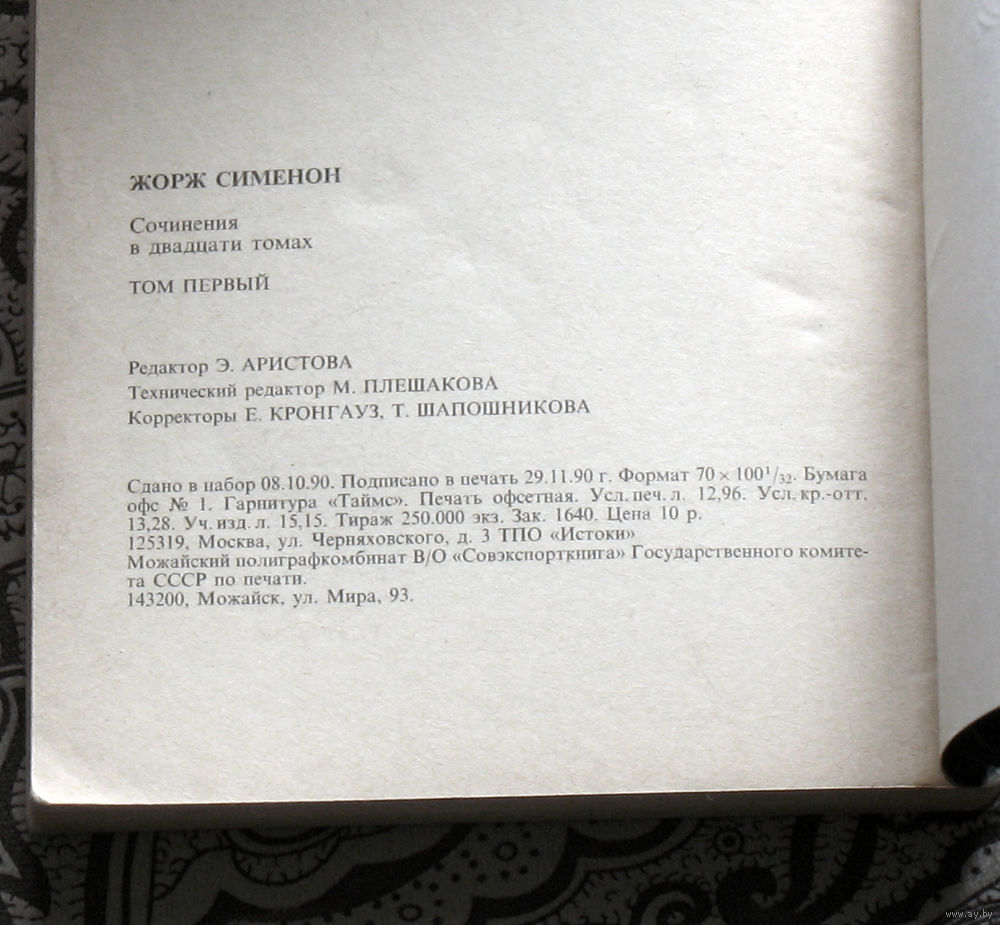 ЖОРЖ СИМЕНОН
Сочинения
в двадцати томах
ТОМ ПЕРВЫЙ
Редактор Э. АРИСТОВА
Технический редактор М. ПЛЕШАКОВА
Корректоры Е. КРОНГАУЗ, Т. ШАПОШНИКОВА
Сдано в набор 08.10.90. Подписано в печать 29.11.90 г. Формат 70 × 100¹/₃₂. Бумага
офс № 1. Гарнитура «Таймс». Печать офсетная. Усл. печ. л. 12,96. Усл. кр.-отт.
13,28. Уч. изд. л. 15,15. Тираж 250.000 экз. Зак. 1640. Цена 10 р.
125319, Москва, ул. Черняховского, д. 3 ТПО «Истоки»
Можайский полиграфкомбинат В/О «Совэкспорткнига» Государственного комите-
та СССР по печати.
143200, Можайск, ул. Мира, 93.
www.ay.by